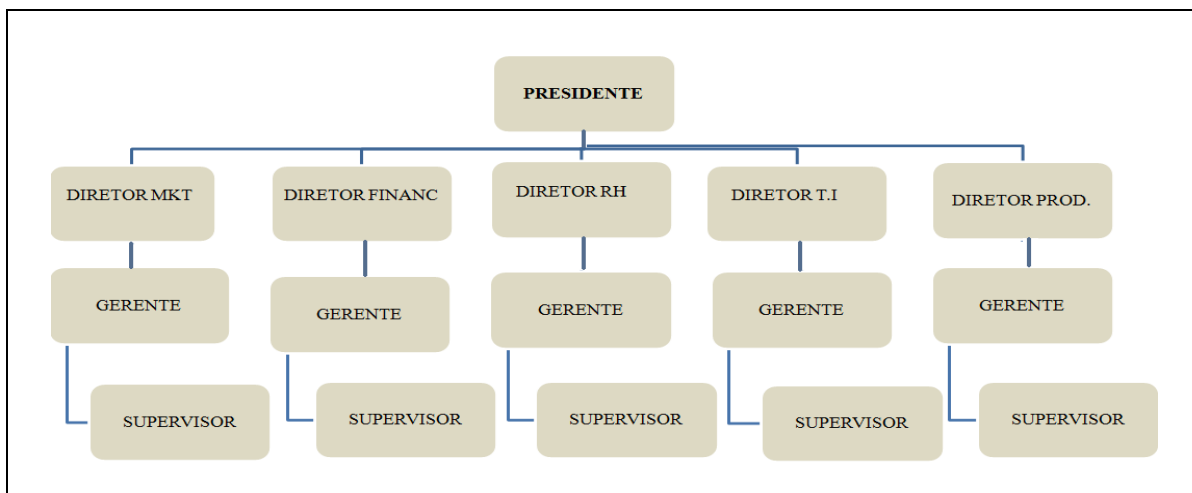 PRESIDENTE
DIRETOR MKT
DIRETOR FINANC
DIRETOR RH
DIRETOR T.I
DIRETOR PROD.
GERENTE
GERENTE
GERENTE
GERENTE
GERENTE
SUPERVISOR
SUPERVISOR
SUPERVISOR
SUPERVISOR
SUPERVISOR